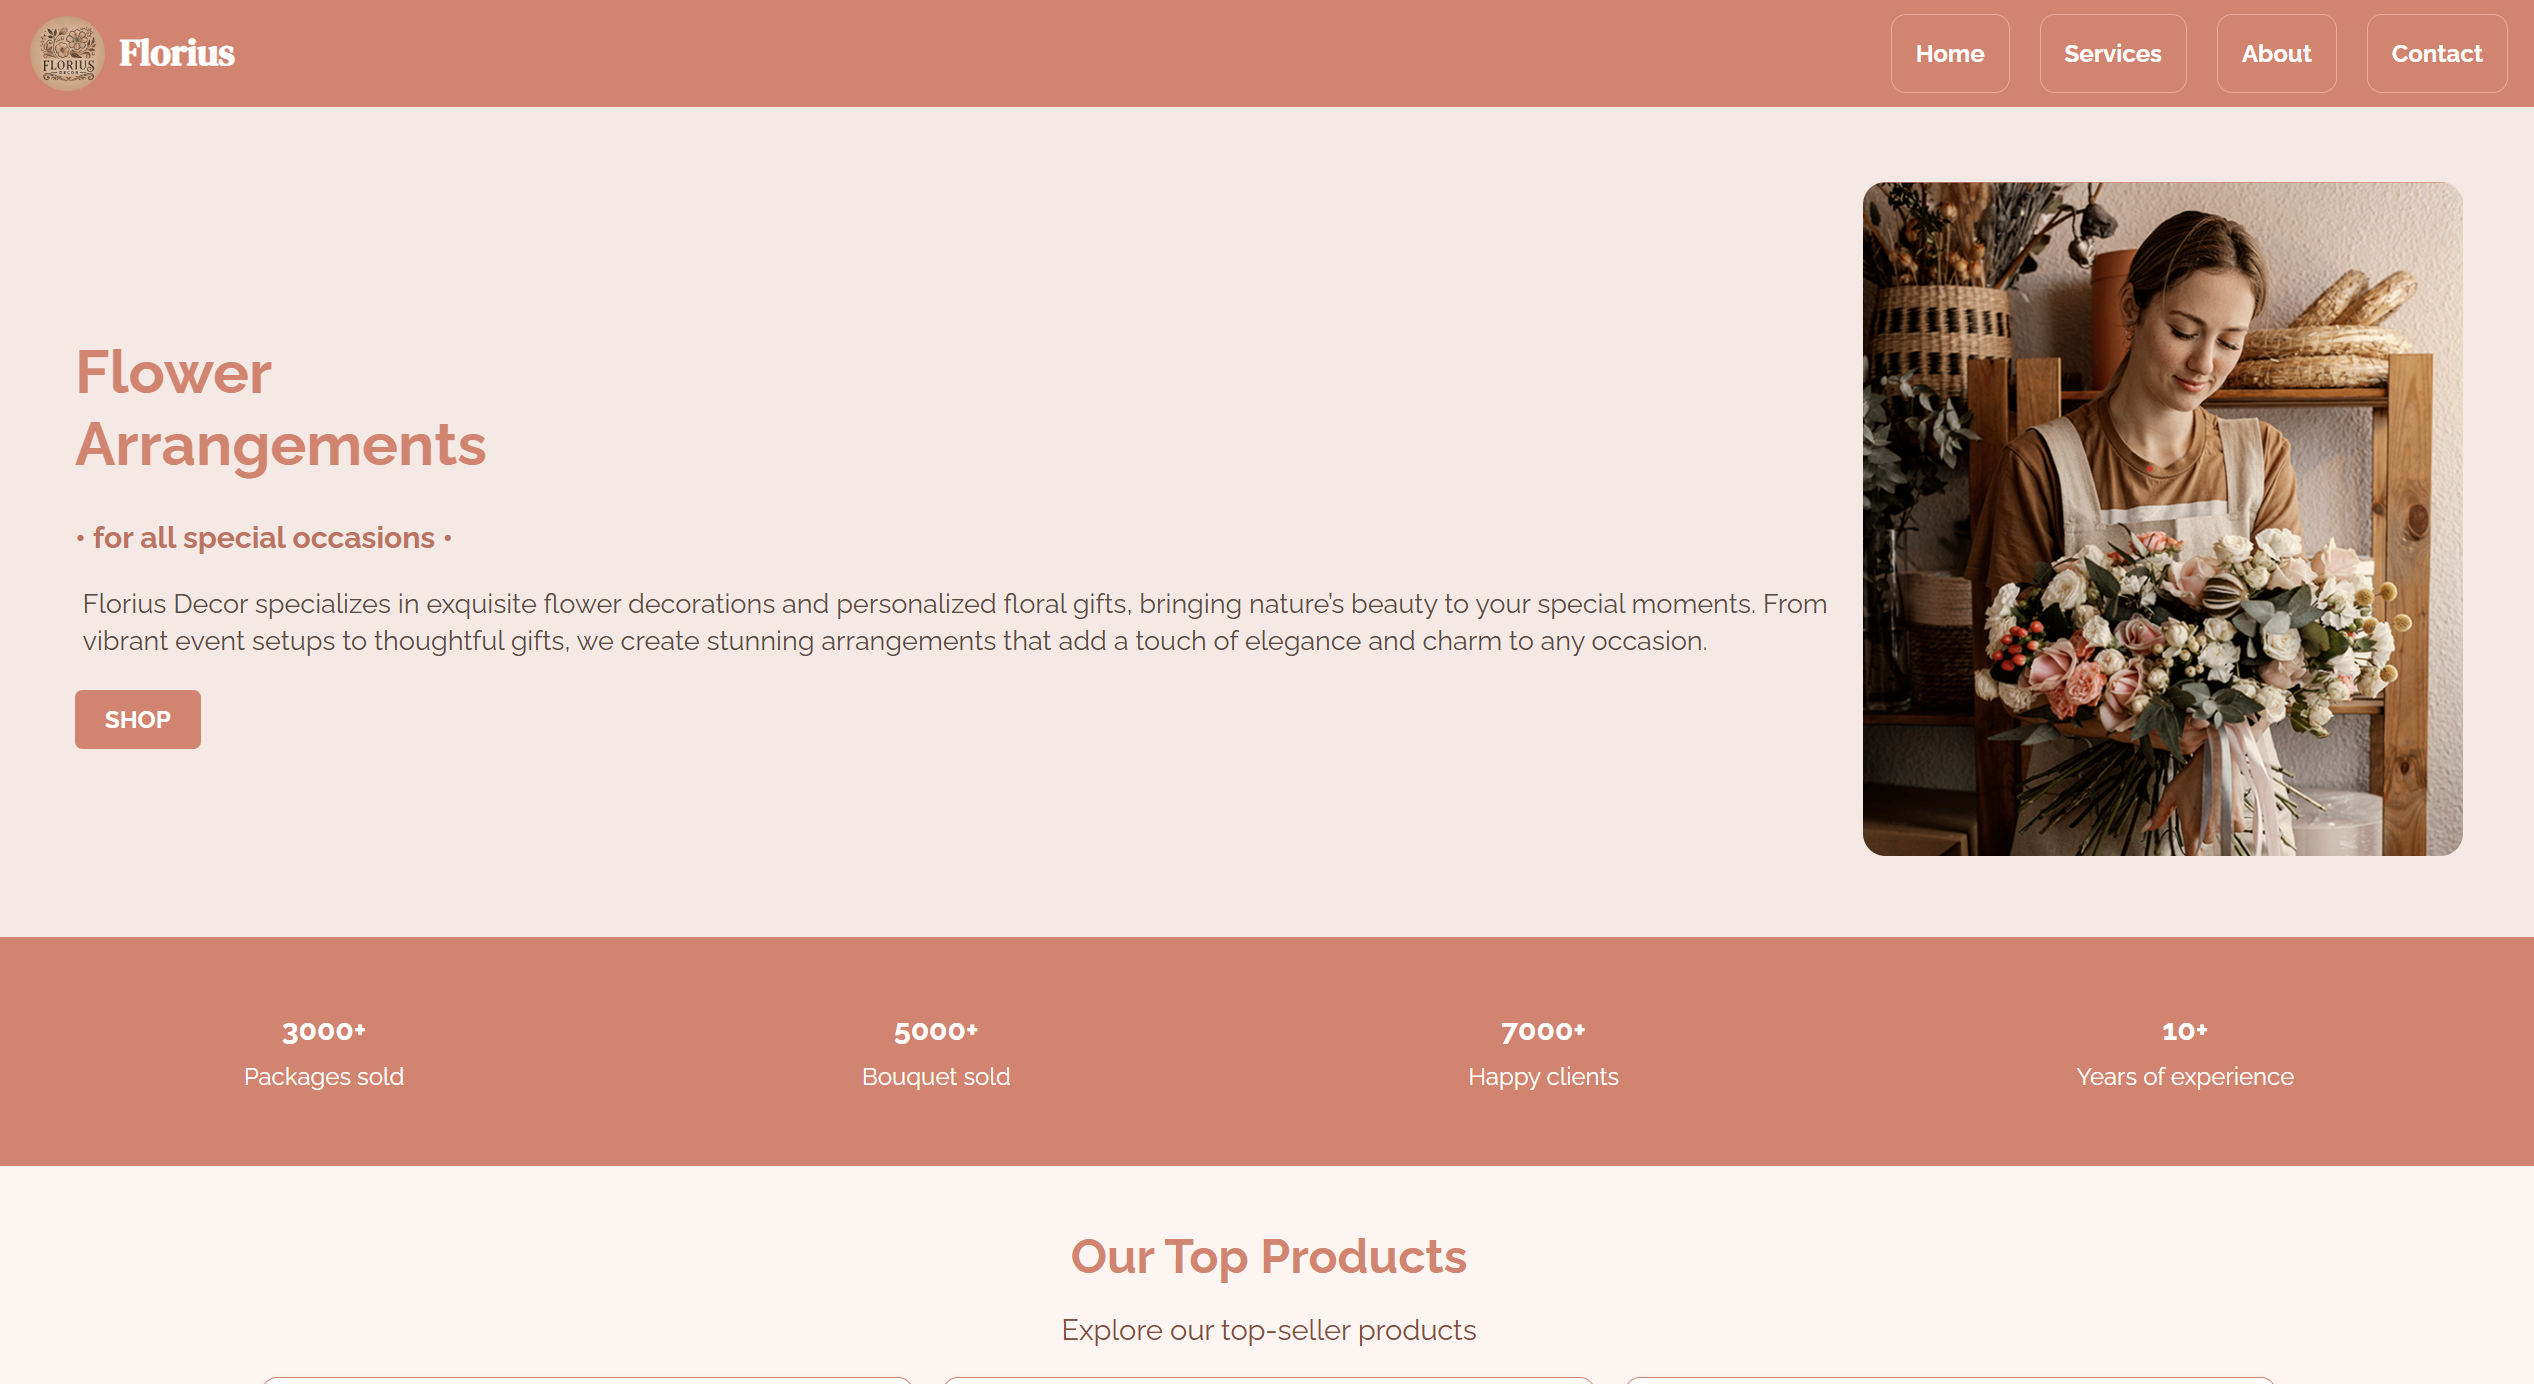 FLORIUS
DECOR
Florius
Home
Services
About
Contact
Flower
Arrangements
• for all special occasions •
Florius Decor specializes in exquisite flower decorations and personalized floral gifts, bringing nature’s beauty to your special moments. From
vibrant event setups to thoughtful gifts, we create stunning arrangements that add a touch of elegance and charm to any occasion.
SHOP
3000+
Packages sold
5000+
Bouquet sold
7000+
Happy clients
10+
Years of experience
Our Top Products
Explore our top-seller products